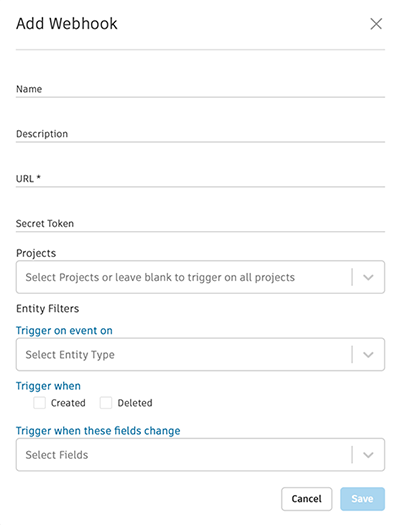 Add Webhook
Name
Description
URL *
Secret Token
Projects
Select Projects or leave blank to trigger on all projects
Entity Filters
Trigger on event on
Select Entity Type
Trigger when
Created Deleted
Trigger when these fields change
Select Fields
Cancel Save